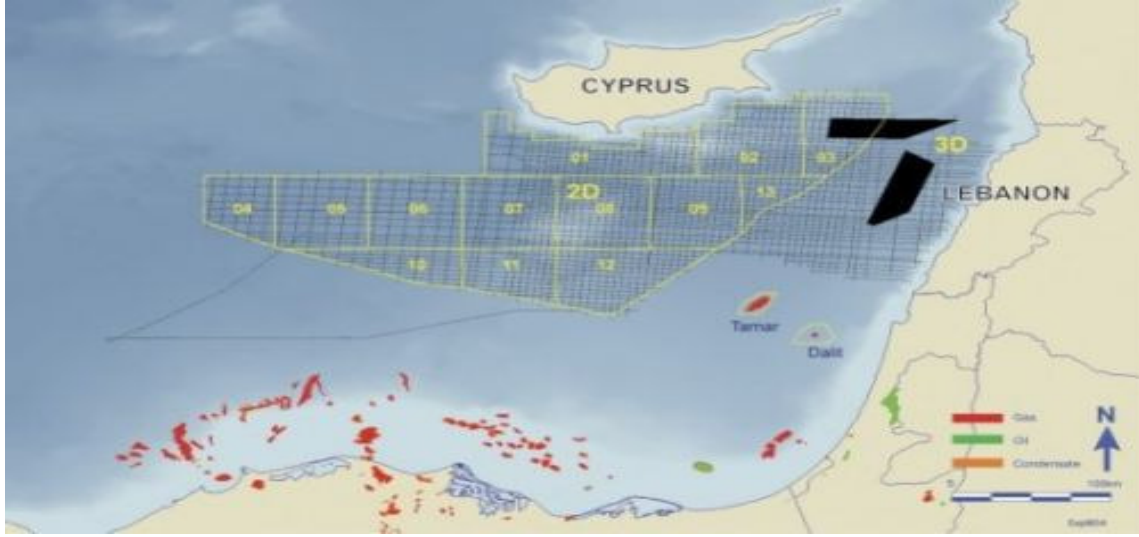 CYPRUS
3D
01
02
03
2D
13
LEBANON
04
05
06
07
08
09
10
11
12
Tamar
Dalit
Gas
Oil
Condensate
N
100km